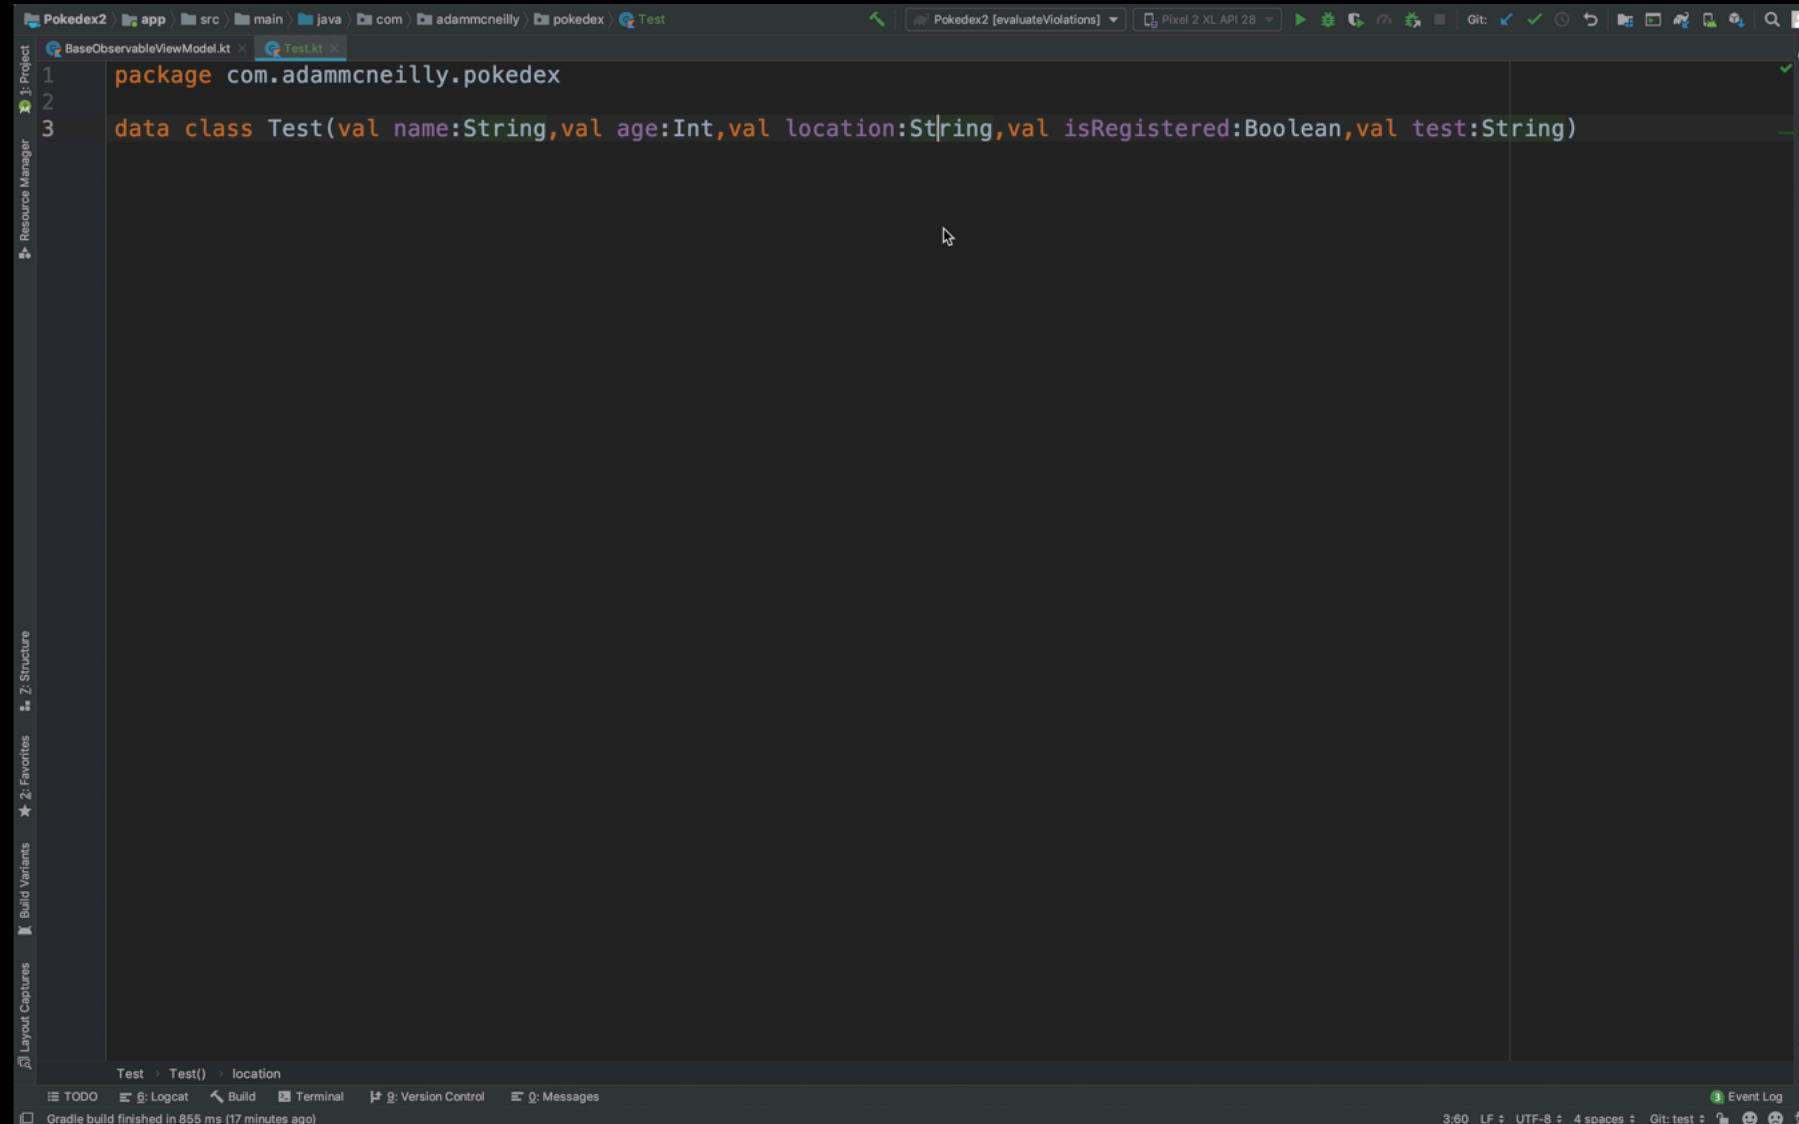 Pokedex2 app src main java com adammcneilly pokedex Test Pokedex2 [evaluateViolations] Pixel 2 XL API 28 Git:
BaseObservableViewModel.kt Test.kt
1 package com.adammcneilly.pokedex
2
3 data class Test(val name:String,val age:Int,val location:String,val isRegistered:Boolean,val test:String)
1: Project
Resource Manager
Z: Structure
2: Favorites
Build Variants
Layout Captures
Test Test() location
TODO 6: Logcat Build Terminal 9: Version Control 0: Messages 3 Event Log
Gradle build finished in 855 ms (17 minutes ago) 3:60 LF UTF-8 4 spaces Git: test